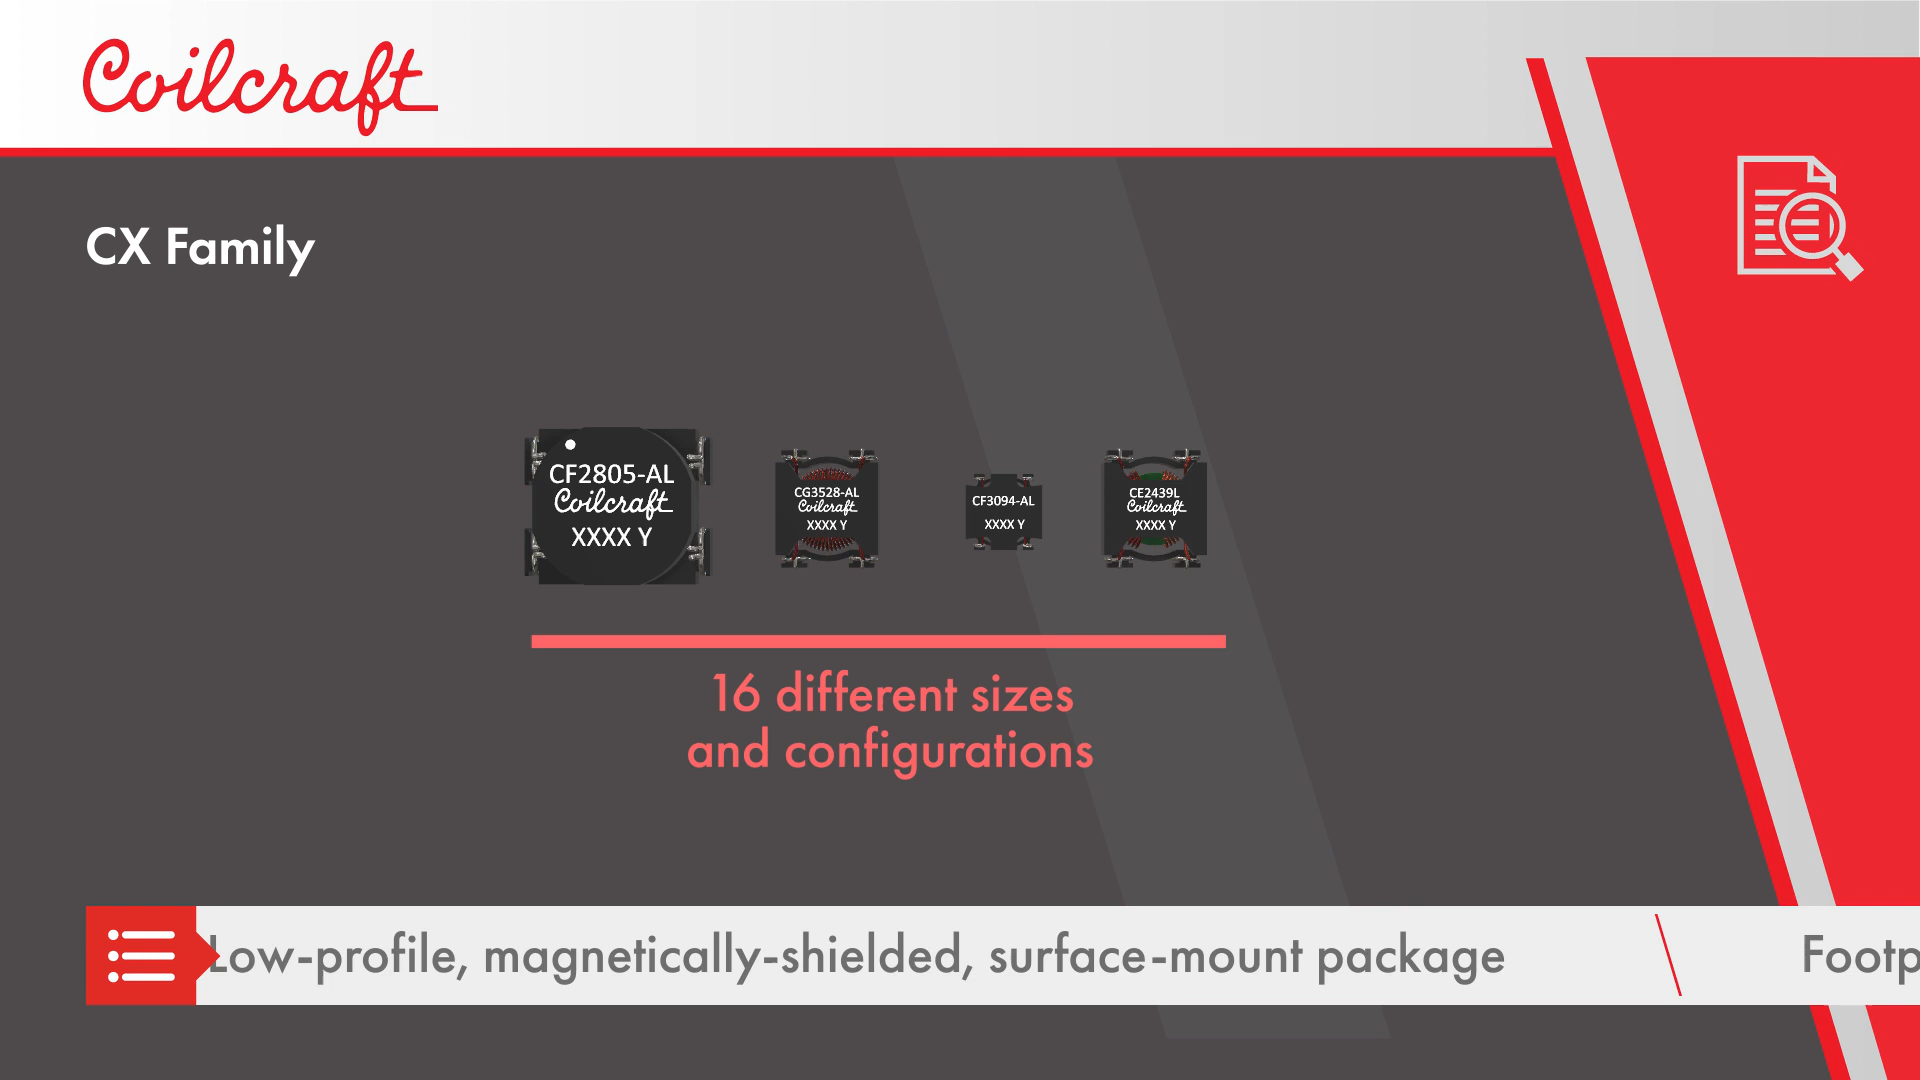 Coilcraft
CX Family
CF2805-AL
Coilcraft
XXXX Y
CG3528-AL
Coilcraft
XXXX Y
CF3094-AL
XXXX Y
CE2439L
Coilcraft
XXXX Y
16 different sizes
and configurations
Low-profile, magnetically-shielded, surface-mount package
Footp